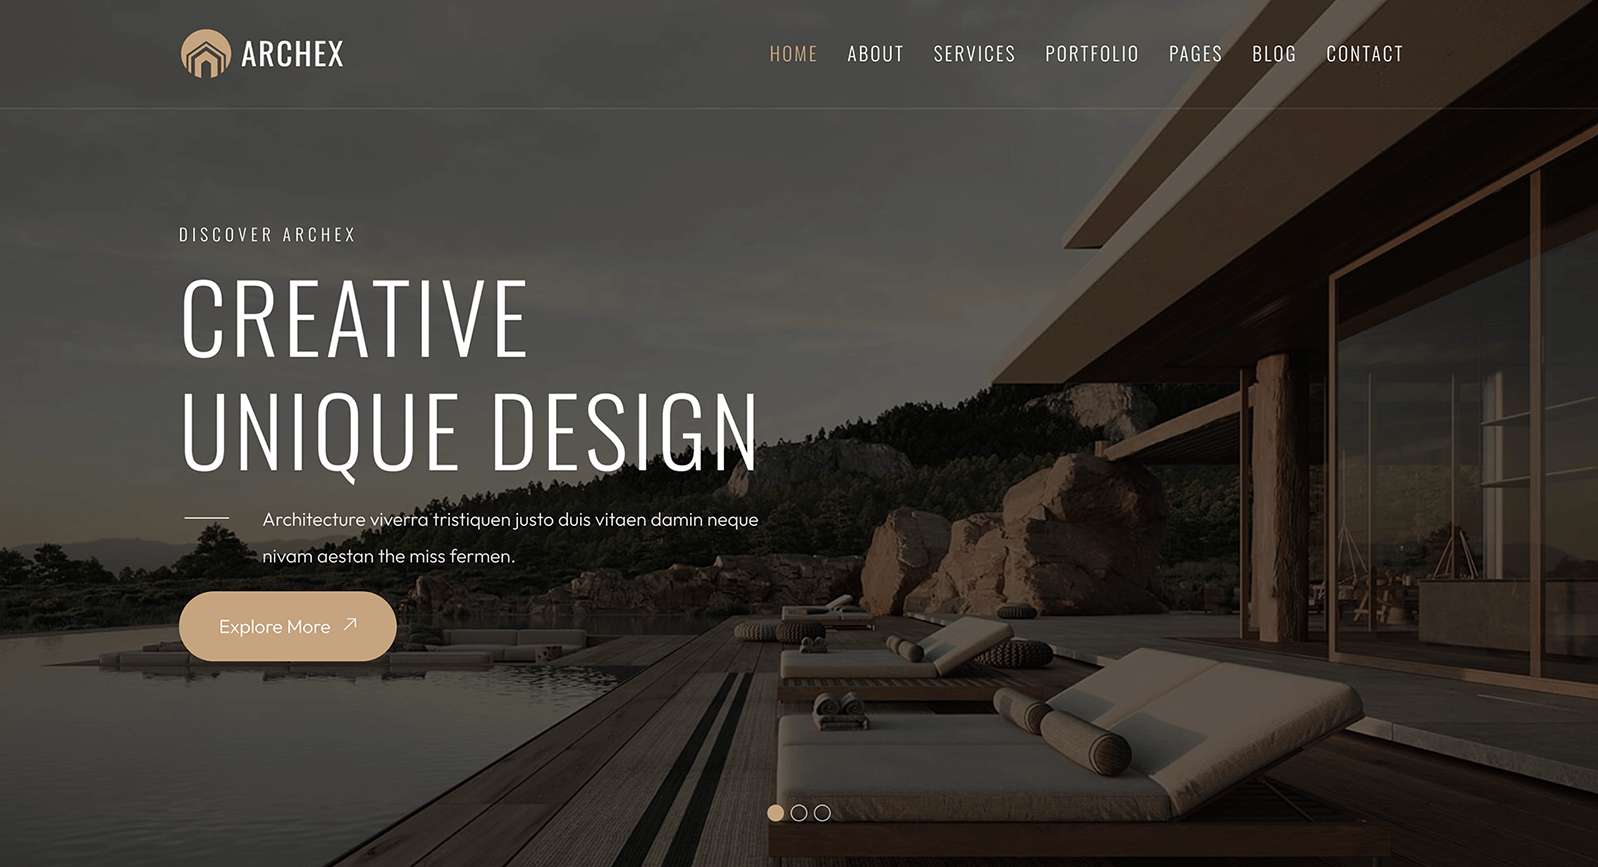 ARCHEX
HOME ABOUT SERVICES PORTFOLIO PAGES BLOG CONTACT
DISCOVER ARCHEX
CREATIVE
UNIQUE DESIGN
Architecture viverra tristiquen justo duis vitaen damin neque
nivam aestan the miss fermen.
Explore More